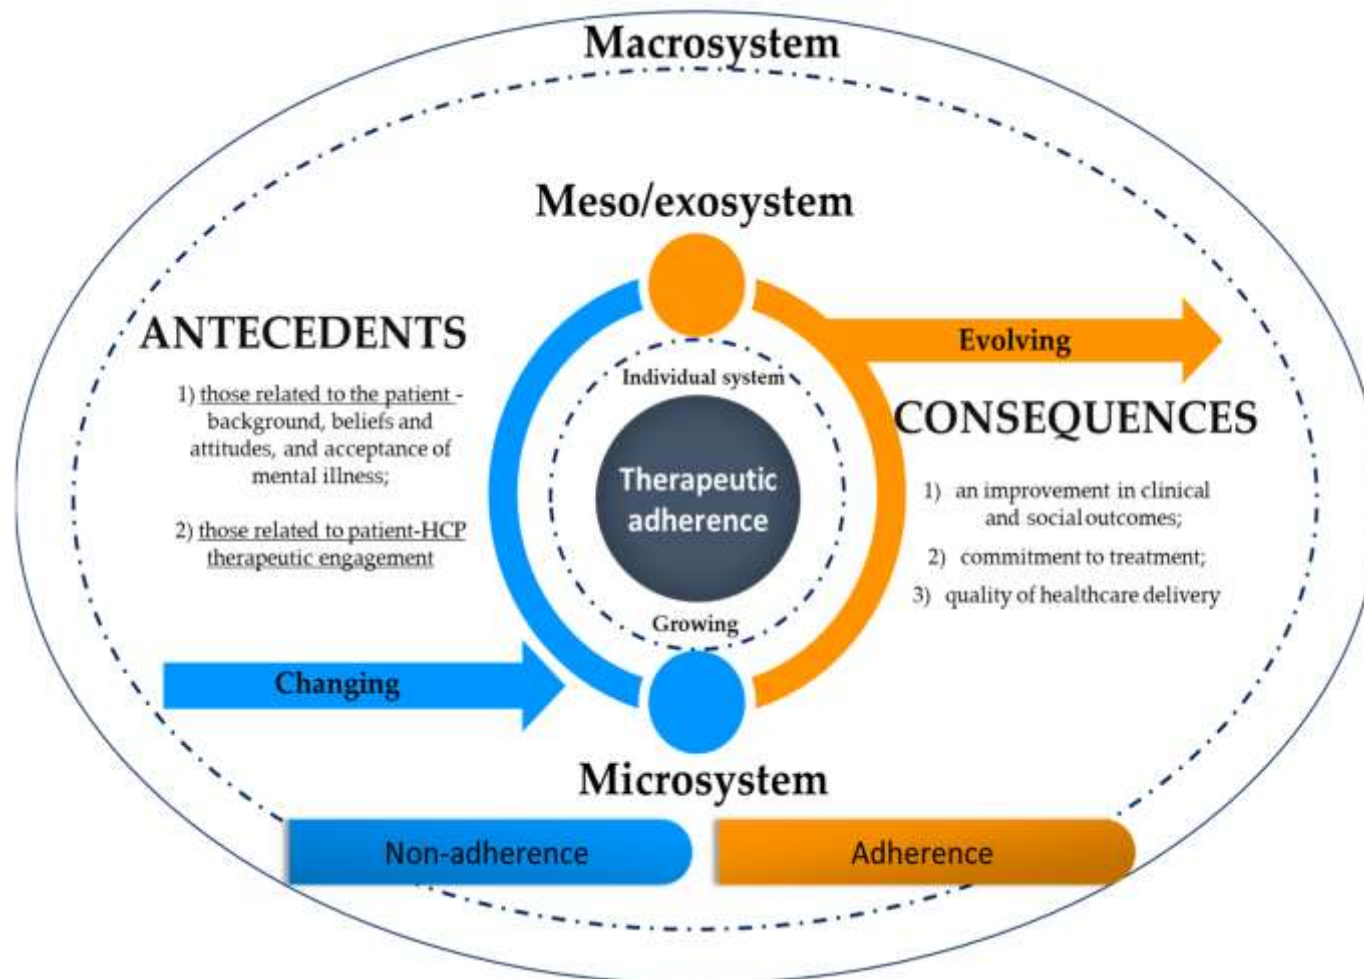 Macrosystem
Meso/exosystem
ANTECEDENTS
1) those related to the patient -
background, beliefs and
attitudes, and acceptance of
mental illness;
2) those related to patient-HCP
therapeutic engagement
Changing
Individual system
Therapeutic
adherence
Growing
Evolving
CONSEQUENCES
1) an improvement in clinical
and social outcomes;
2) commitment to treatment;
3) quality of healthcare delivery
Microsystem
Non-adherence
Adherence